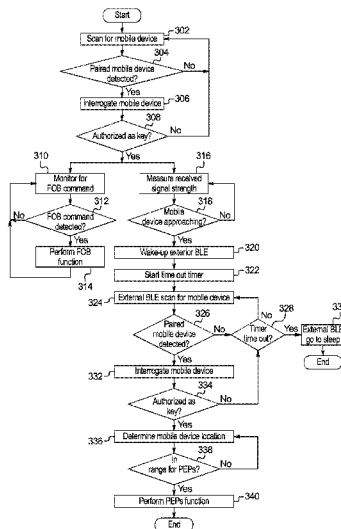 Start
302
Scan for mobile device
304
Paired mobile device
detected?
No
Yes
306
Interrogate mobile device
308
Authorized as key?
No
Yes
310
316
Monitor for
FOB command
Measure received
signal strength
312
318
No
FOB command
detected?
Mobile
device approaching?
No
Yes
Yes
Perform FOB
function
314
Wake-up exterior BLE
320
Start time out timer
322
324
External BLE scan for mobile device
326
328
Paired
mobile device
detected?
No
Timer
time out?
No
Yes
External BLE
go to sleep
End
Yes
332
Interrogate mobile device
334
Authorized as
key?
No
Yes
336
Determine mobile device location
338
In
range for PEPs?
No
Yes
Perform PEPs function
340
End